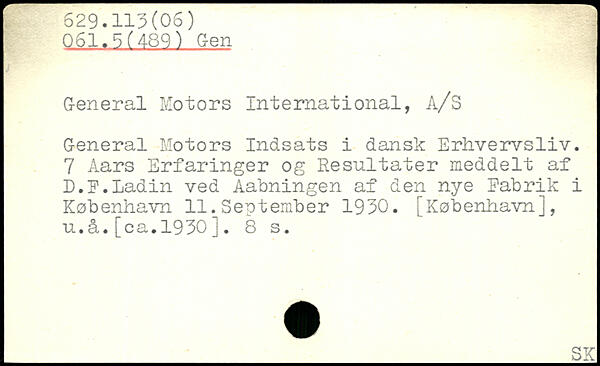 629.113(06)
061.5(489) Gen
General Motors International, A/S
General Motors Indsats i dansk Erhvervsliv.
7 Aars Erfaringer og Resultater meddelt af
D.F.Ladin ved Aabningen af den nye Fabrik i
København 11.September 1930. [København],
u.å.[ca.1930]. 8 s.
SK